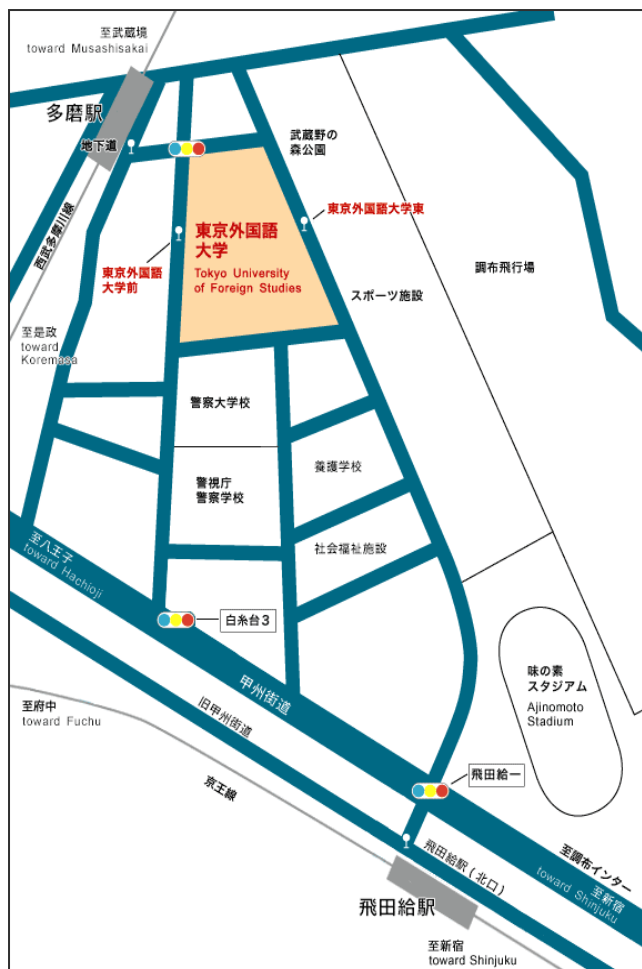 至武蔵境
toward Musashisakai
多磨駅
地下道
武蔵野の
森公園
東京外国語大学東
東京外国語
大学
Tokyo University
of Foreign Studies
東京外国語
大学前
西武多摩川線
調布飛行場
スポーツ施設
至是政
toward
Koremasa
警察大学校
養護学校
警視庁
警察学校
社会福祉施設
至八王子
toward Hachioji
白糸台3
甲州街道
味の素
スタジアム
Ajinomoto
Stadium
至府中
toward Fuchu
旧甲州街道
京王線
飛田給一
飛田給駅(北口)
至調布インター
至新宿
toward Shinjuku
飛田給駅
至新宿
toward Shinjuku